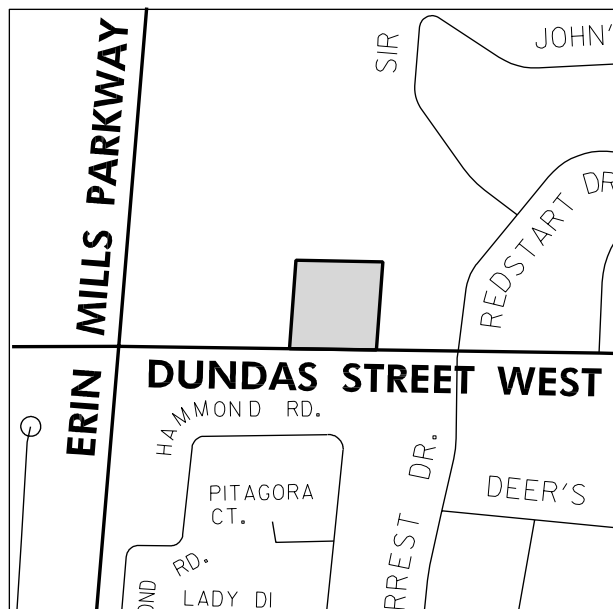 SIR JOHN'
ERIN MILLS PARKWAY
REDSTART DR
DUNDAS STREET WEST
HAMMOND RD.
DR.
DEER'S
PITAGORA
CT.
RREST
RD.
OND
LADY DI